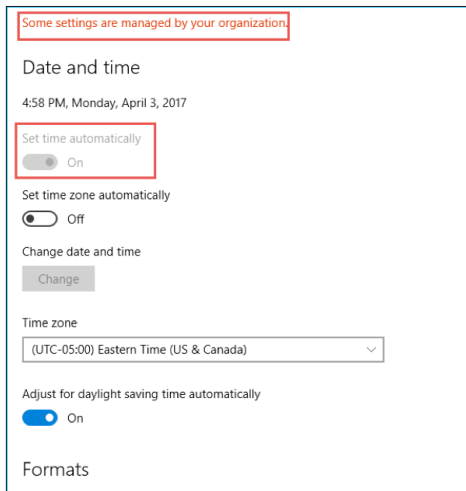 Some settings are managed by your organization.
Date and time
4:58 PM, Monday, April 3, 2017
Set time automatically
On
Set time zone automatically
Off
Change date and time
Change
Time zone
(UTC-05:00) Eastern Time (US & Canada)
Adjust for daylight saving time automatically
On
Formats